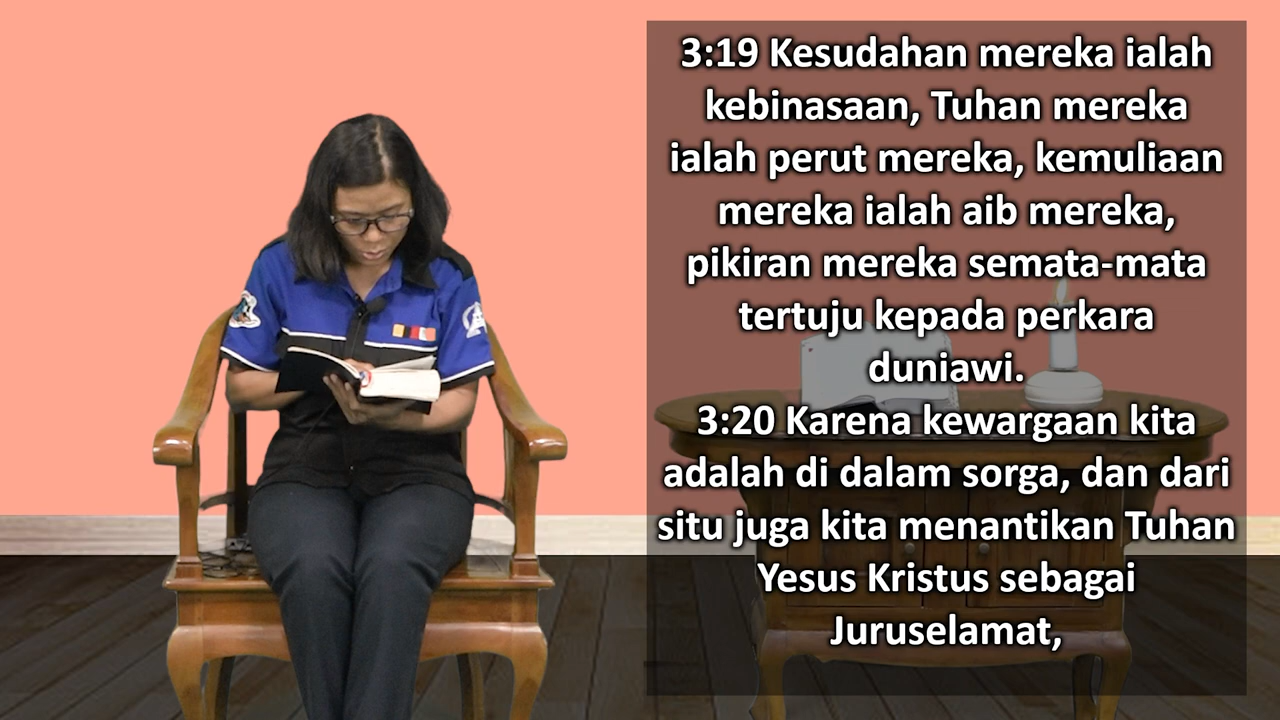 3:19 Kesudahan mereka ialah
kebinasaan, Tuhan mereka
ialah perut mereka, kemuliaan
mereka ialah aib mereka,
pikiran mereka semata-mata
tertuju kepada perkara
duniawi.
3:20 Karena kewargaan kita
adalah di dalam sorga, dan dari
situ juga kita menantikan Tuhan
Yesus Kristus sebagai
Juruselamat,